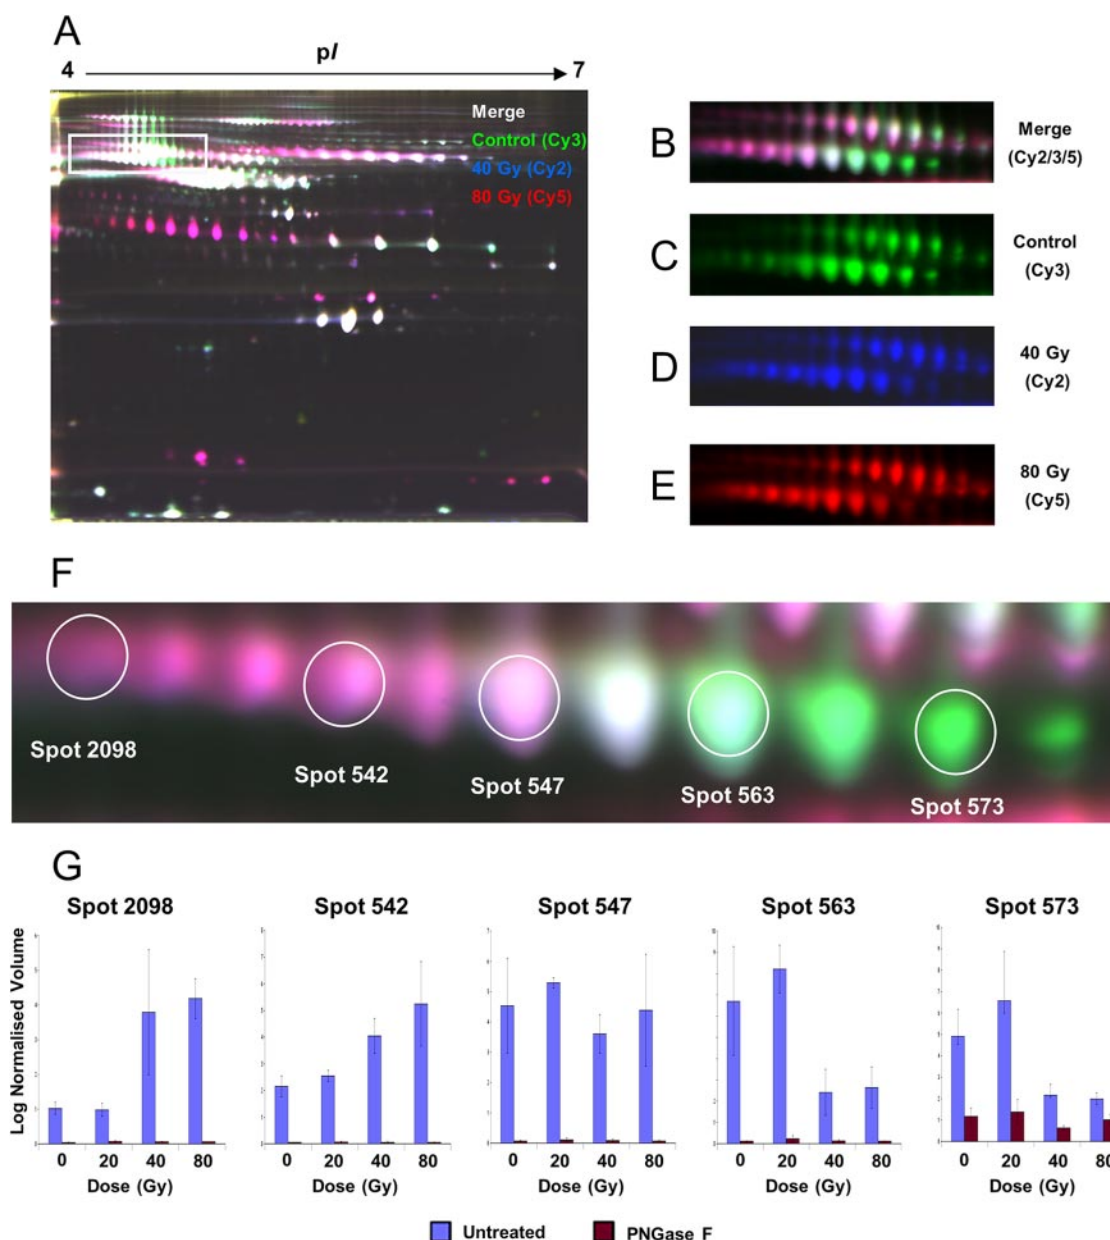 A
pI
4
7
Merge
Control (Cy3)
40 Gy (Cy2)
80 Gy (Cy5)
B
Merge
(Cy2/3/5)
C
Control
(Cy3)
D
40 Gy
(Cy2)
E
80 Gy
(Cy5)
F
Spot 2098
Spot 542
Spot 547
Spot 563
Spot 573
G
Spot 2098
Spot 542
Spot 547
Spot 563
Spot 573
Log Normalised Volume
0 20 40 80
0 20 40 80
0 20 40 80
0 20 40 80
0 20 40 80
Dose (Gy)
Dose (Gy)
Dose (Gy)
Dose (Gy)
Dose (Gy)
Untreated
PNGase F